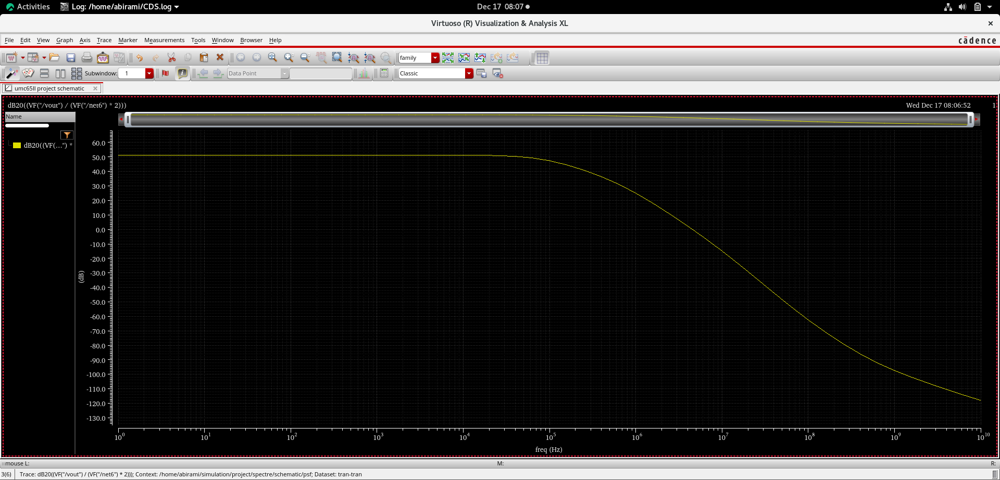 Activities
Log: /home/abirami/CDS.log
Dec 17 08:07
Virtuoso (R) Visualization & Analysis XL
File Edit View Graph Axis Trace Marker Measurements Tools Window Browser Help
cādence
family
Subwindow: 1
Data Point
Classic
umc65ll project schematic
dB20((VF("/vout") / (VF("/net6") * 2)))
Wed Dec 17 08:06:52
1
Name
dB20((VF(...") *
60.0
50.0
40.0
30.0
20.0
10.0
0.0
-10.0
-20.0
-30.0
-40.0
-50.0
-60.0
-70.0
-80.0
-90.0
-100.0
-110.0
-120.0
-130.0
(dB)
10⁰ 10¹ 10² 10³ 10⁴ 10⁵ 10⁶ 10⁷ 10⁸ 10⁹ 10¹⁰
freq (Hz)
mouse L: M: R:
3(6) Trace: dB20((VF("/vout") / (VF("/net6") * 2))); Context: /home/abirami/simulation/project/spectre/schematic/psf; Dataset: tran-tran